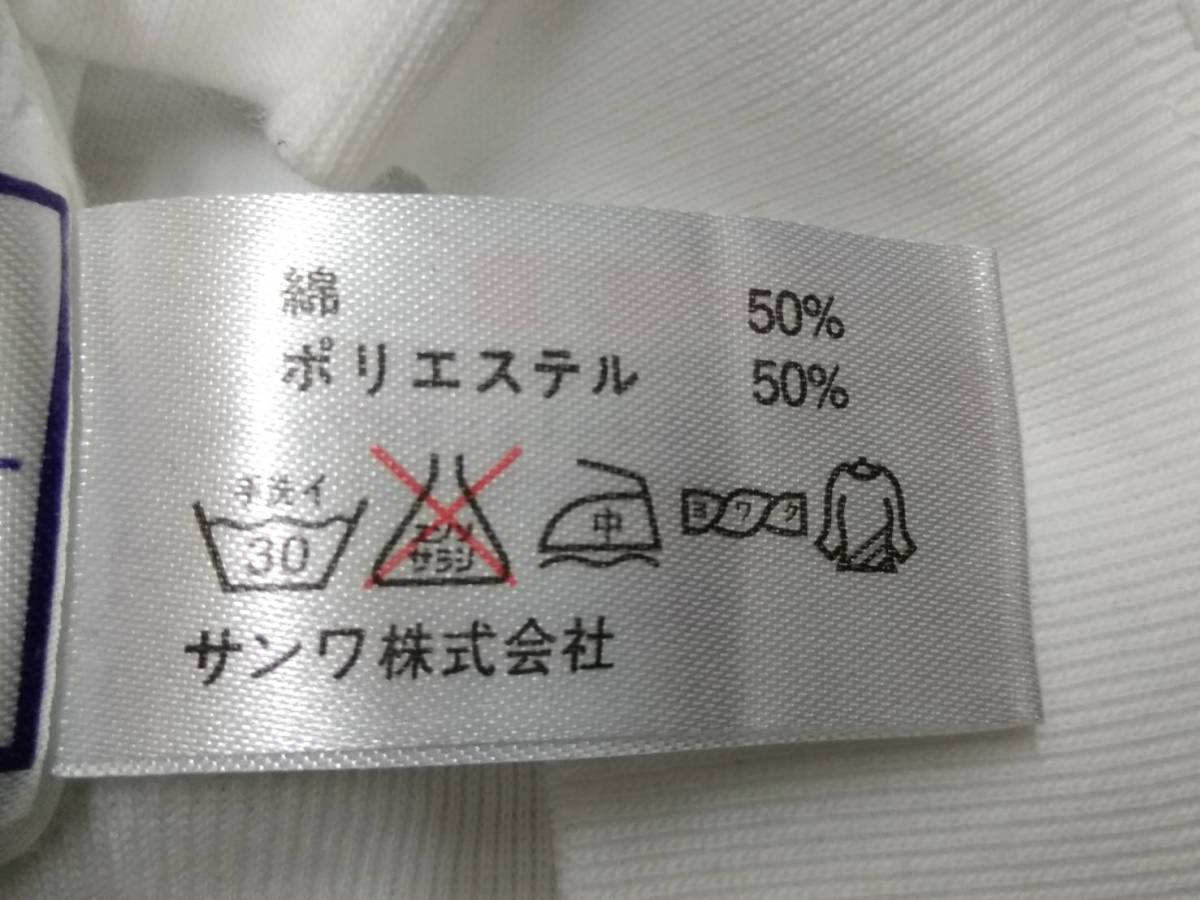 綿 50%
ポリエステル 50%
手洗イ 30 エンソ サラシ 中 ヨワク
サンワ株式会社